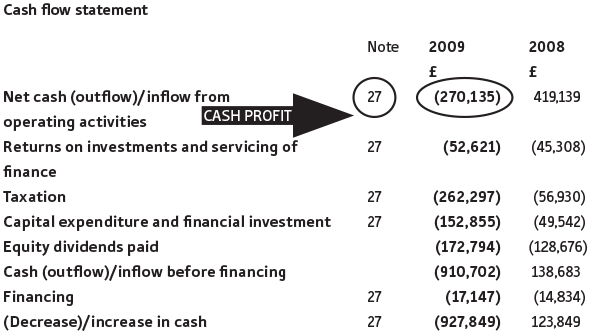 Cash flow statement
Note 2009 2008
£ £
Net cash (outflow)/inflow from 27 (270,135) 419,139
operating activities
CASH PROFIT
Returns on investments and servicing of 27 (52,621) (45,308)
finance
Taxation 27 (262,297) (56,930)
Capital expenditure and financial investment 27 (152,855) (49,542)
Equity dividends paid (172,794) (128,676)
Cash (outflow)/inflow before financing (910,702) 138,683
Financing 27 (17,147) (14,834)
(Decrease)/increase in cash 27 (927,849) 123,849